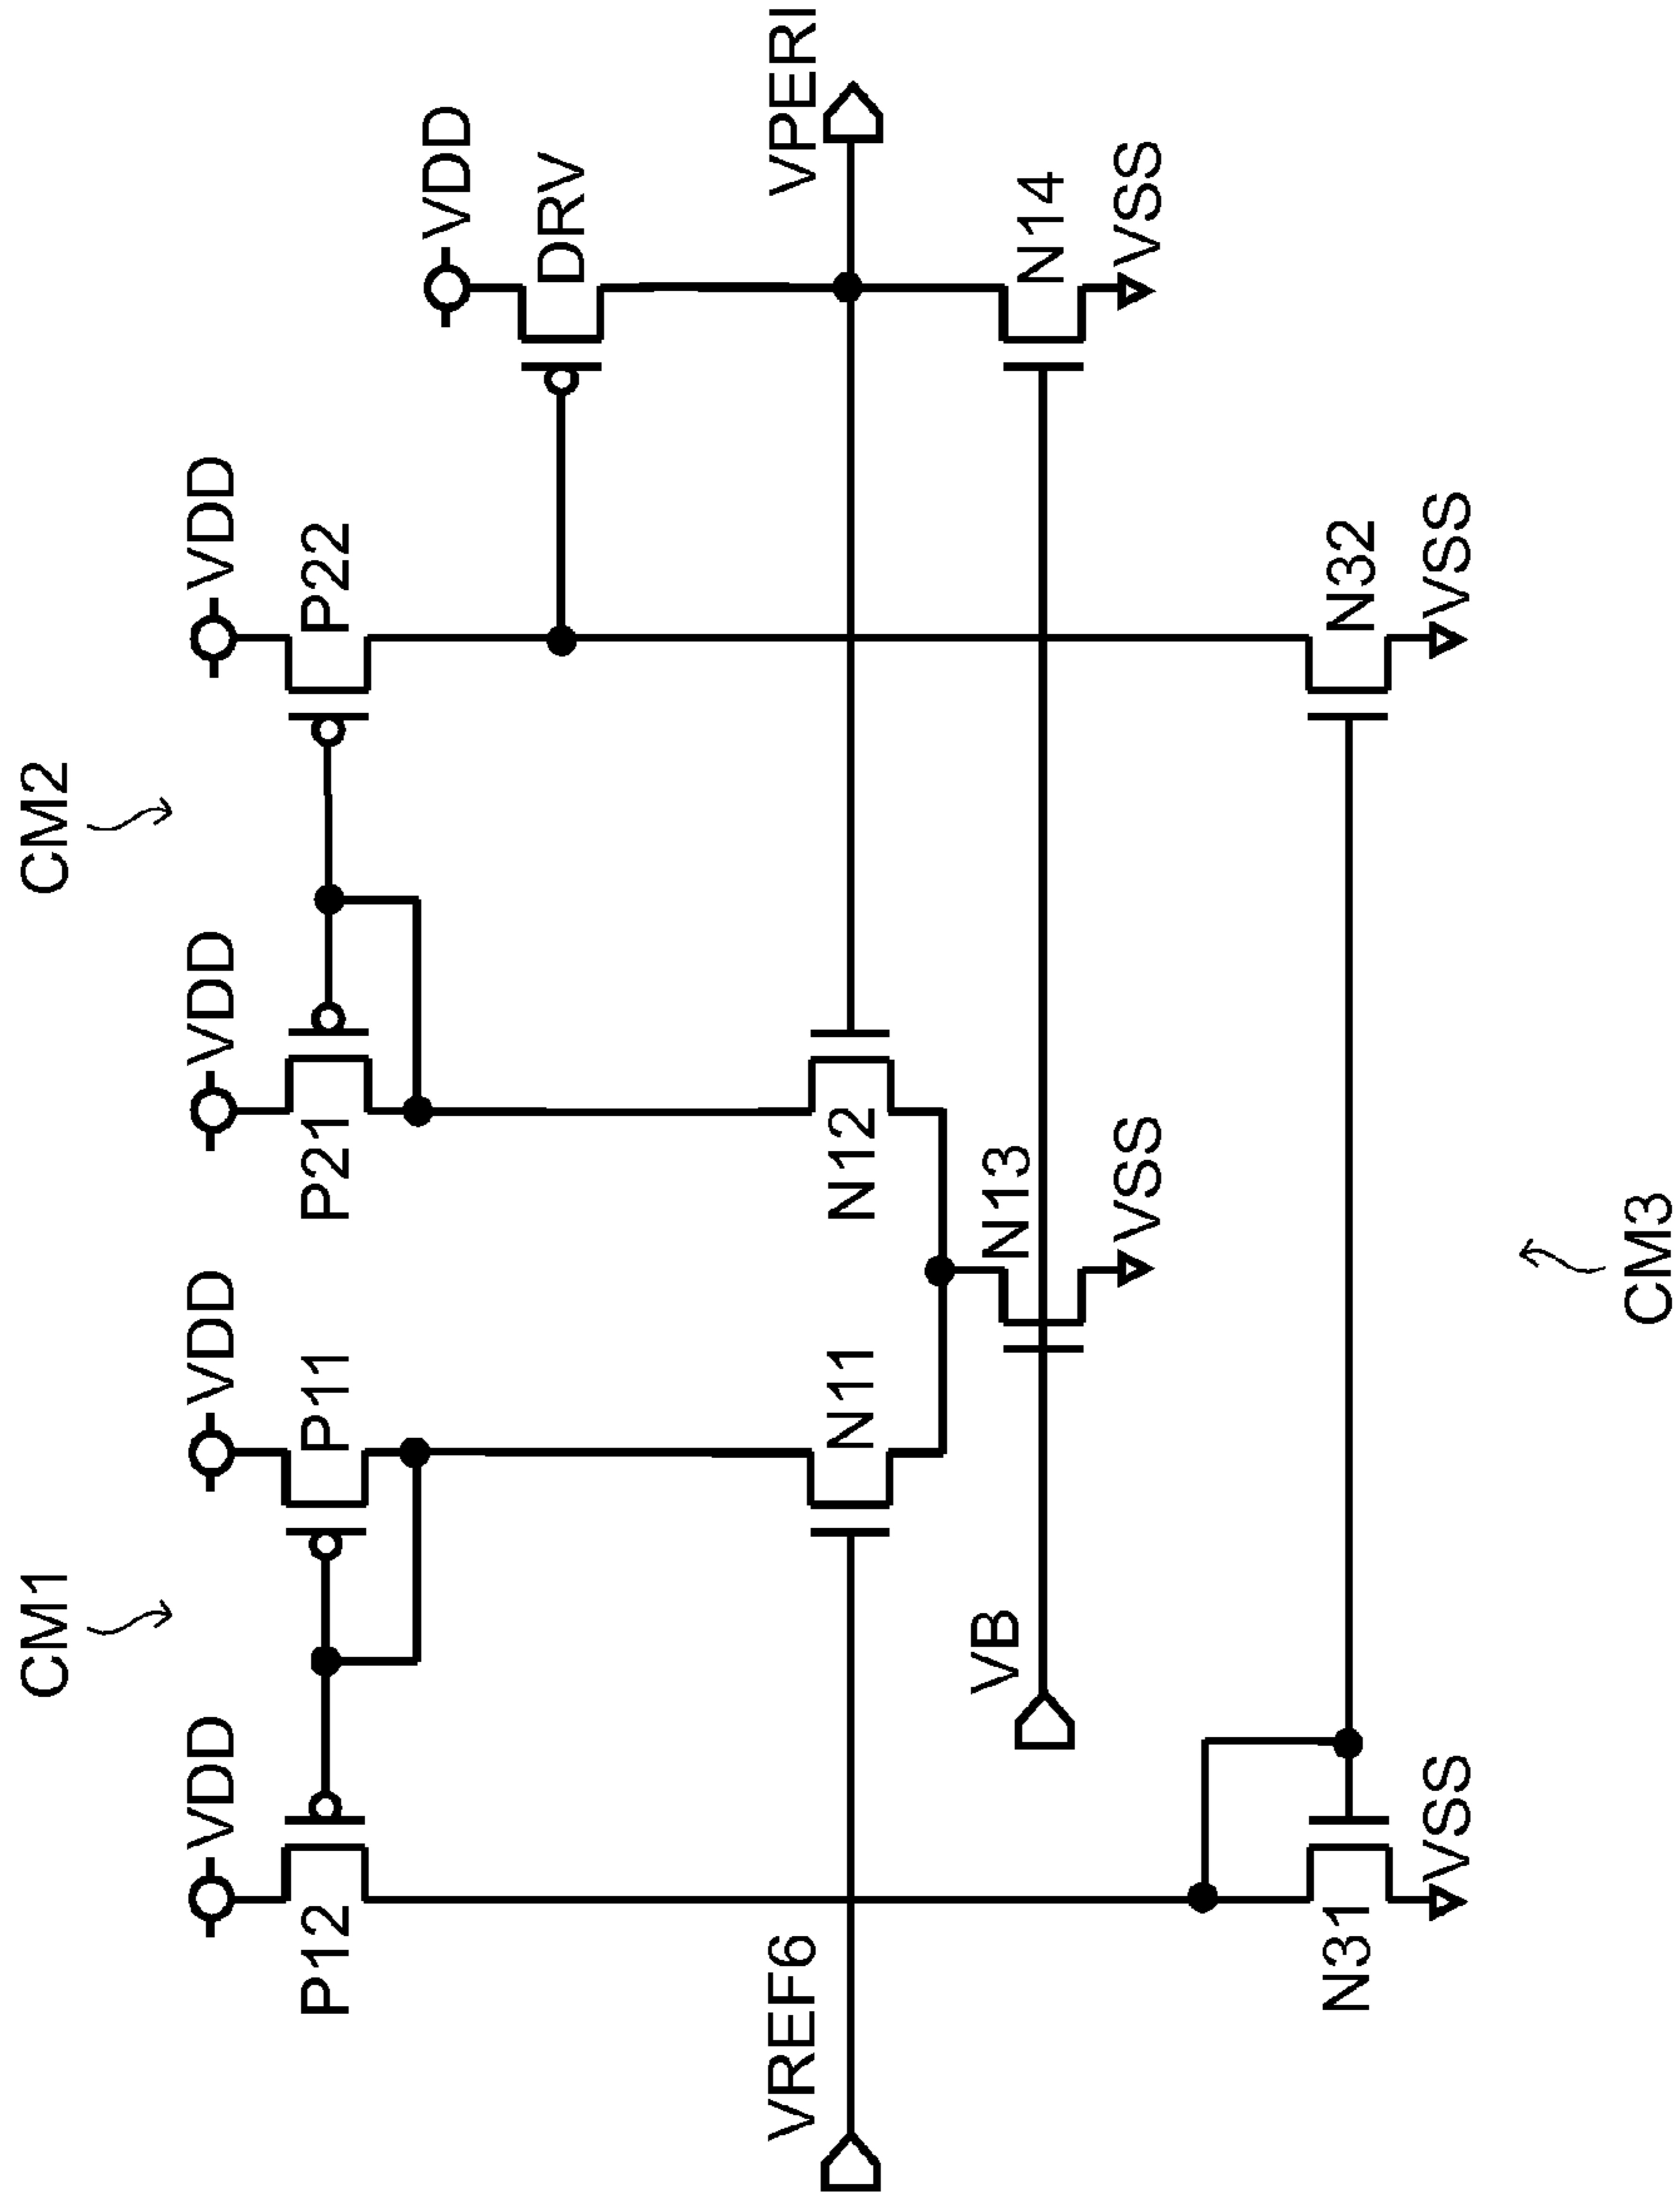 CM1
CM2
VDD
VDD
VDD
VDD
P12
P11
P21
P22
VDD
DRV
VREF6
N11
N12
VPERI
VB
N13
N14
VSS
VSS
N31
N32
VSS
VSS
CM3